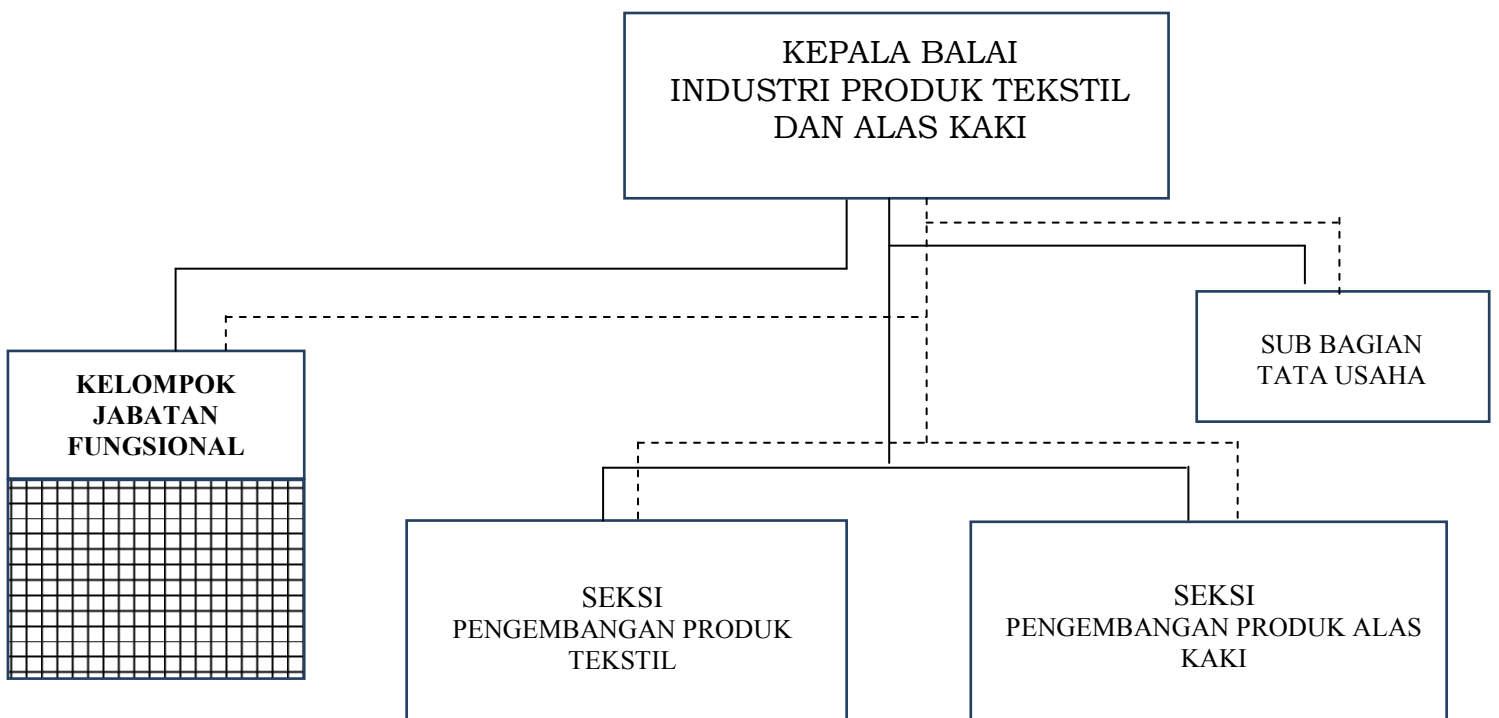 KEPALA BALAI
INDUSTRI PRODUK TEKSTIL
DAN ALAS KAKI
SUB BAGIAN
TATA USAHA
KELOMPOK
JABATAN
FUNGSIONAL
SEKSI
PENGEMBANGAN PRODUK
TEKSTIL
SEKSI
PENGEMBANGAN PRODUK ALAS
KAKI